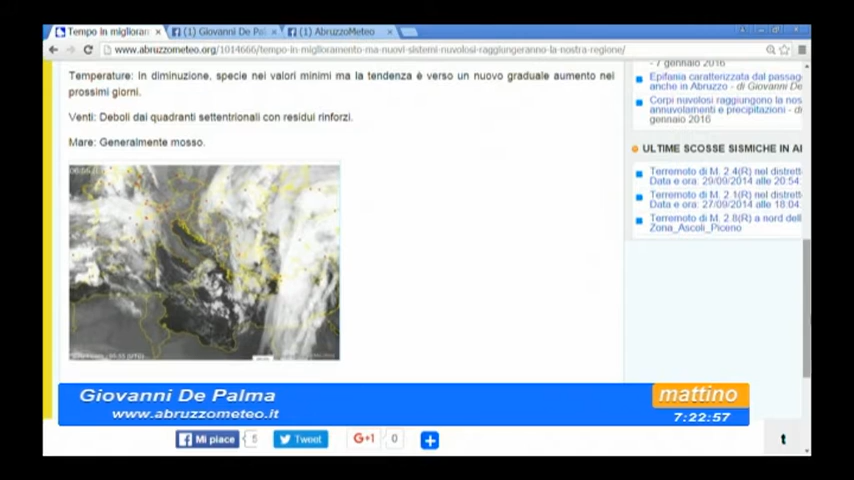 Tempo in miglioram
(1) Giovanni De Pal
(1) AbruzzoMeteo
www.abruzzometeo.org/1014666/tempo-in-miglioramento-ma-nuovi-sistemi-nuvolosi-raggiungeranno-la-nostra-regione/
Temperature: In diminuzione, specie nei valori minimi ma la tendenza è verso un nuovo graduale aumento nei
prossimi giorni.
Venti: Deboli dai quadranti settentrionali con residui rinforzi.
Mare: Generalmente mosso.
- 7 gennaio 2016
Epifania caratterizzata dal passag
anche in Abruzzo - di Giovanni De
Corpi nuvolosi raggiungono la nos
annuvolamenti e precipitazioni - di
gennaio 2016
ULTIME SCOSSE SISMICHE IN AI
Terremoto di M. 2.4(R) nel distrett
Data e ora: 29/09/2014 alle 20:54:
Terremoto di M. 2.1(R) nel distrett
Data e ora: 27/09/2014 alle 18:04:
Terremoto di M. 2.8(R) a nord dell
Zona_Ascoli_Piceno
Giovanni De Palma
www.abruzzometeo.it
mattino
7:22:57
Mi piace
Tweet
G+1 0
t